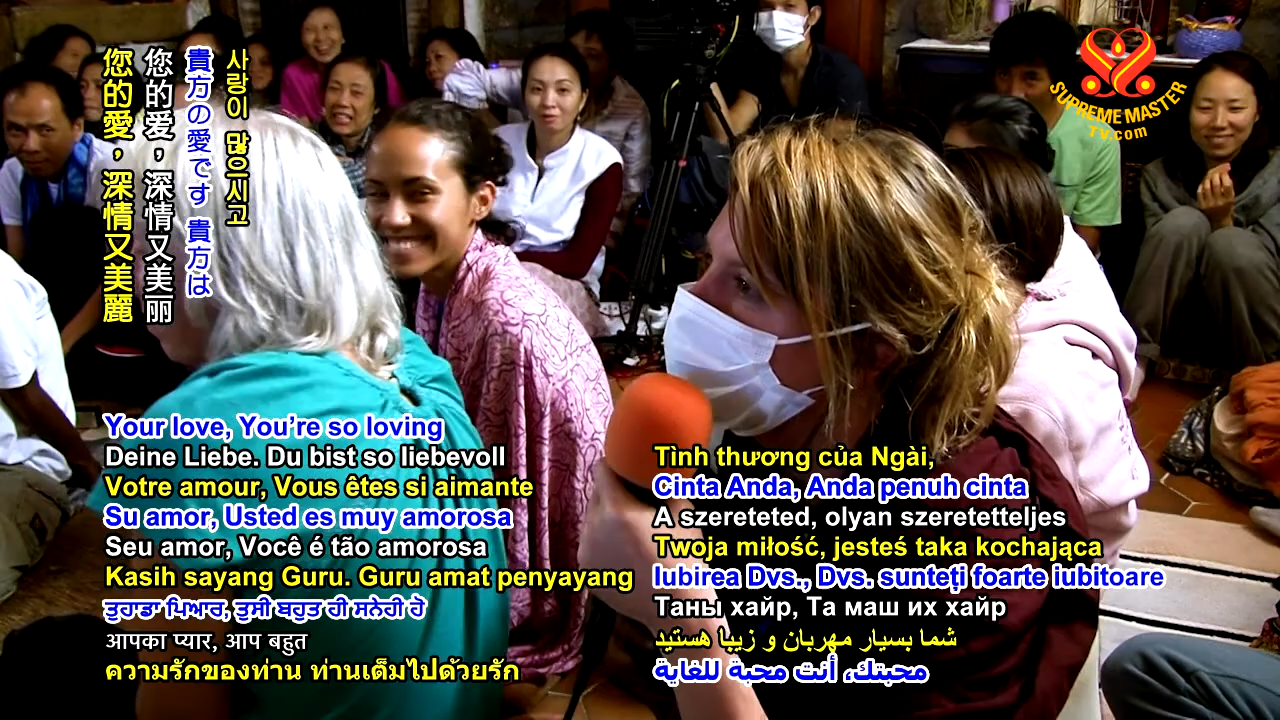 사랑이 많으시고
貴方の愛です 貴方は
您的爱，深情又美丽
您的愛，深情又美麗
SUPREME MASTER
TV.com
Your love, You’re so loving
Deine Liebe. Du bist so liebevoll
Votre amour, Vous êtes si aimante
Su amor, Usted es muy amorosa
Seu amor, Você é tão amorosa
Kasih sayang Guru. Guru amat penyayang
ਤੁਹਾਡਾ ਪਿਆਰ, ਤੁਸੀ ਬਹੁਤ ਹੀ ਸਨੇਹੀ ਹੋ
आपका प्यार, आप बहुत
ความรักของท่าน ท่านเต็มไปด้วยรัก
Tình thương của Ngài,
Cinta Anda, Anda penuh cinta
A szereteted, olyan szeretetteljes
Twoja miłość, jesteś taka kochająca
Iubirea Dvs., Dvs. sunteţi foarte iubitoare
Таны хайр, Та маш их хайр
شما بسیار مهربان و زیبا هستید
محبتك، أنت محبة للغاية